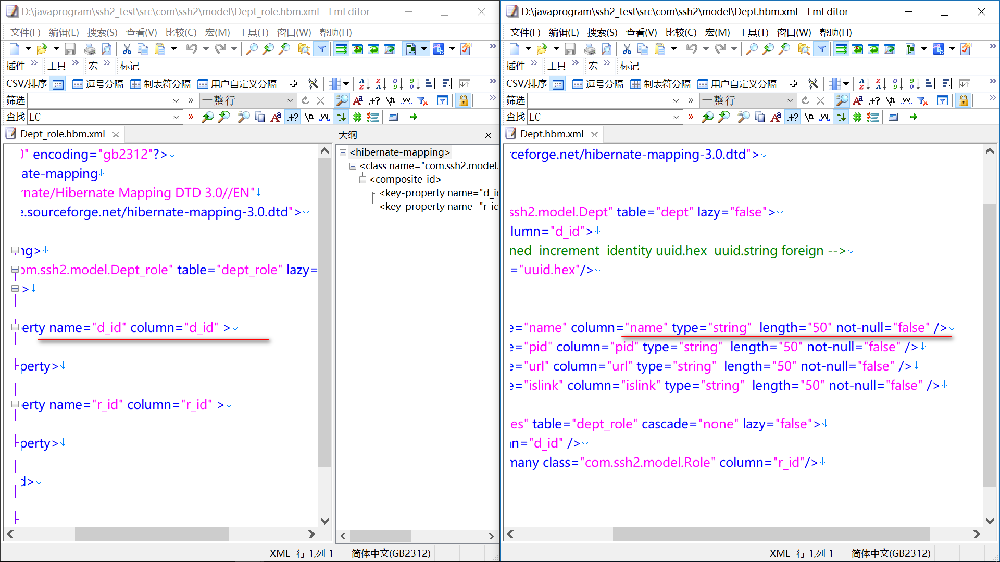 D:\javaprogram\ssh2_test\src\com\ssh2\model\Dept_role.hbm.xml - EmEditor
文件(F) 编辑(E) 搜索(S) 查看(V) 比较(C) 宏(M) 工具(T) 窗口(W) 帮助(H)
插件 » 工具 » 宏 » 标记
CSV/排序 逗号分隔 制表符分隔 用户自定义分隔
筛选 » 一整行
查找 LC »
Dept_role.hbm.xml
0" encoding="gb2312"?>↓
ate-mapping↓
rnate/Hibernate Mapping DTD 3.0//EN"↓
e.sourceforge.net/hibernate-mapping-3.0.dtd">↓
ng>↓
om.ssh2.model.Dept_role" table="dept_role" lazy=
>↓
perty name="d_id" column="d_id" >↓
perty>↓
perty name="r_id" column="r_id" >↓
perty>↓
d>↓
大纲
<hibernate-mapping>
<class name="com.ssh2.model.
<composite-id>
<key-property name="d_id
<key-property name="r_id
XML 行 1,列 1 简体中文(GB2312)
D:\javaprogram\ssh2_test\src\com\ssh2\model\Dept.hbm.xml - EmEditor
文件(F) 编辑(E) 搜索(S) 查看(V) 比较(C) 宏(M) 工具(T) 窗口(W) 帮助(H)
插件 » 工具 » 宏 » 标记
CSV/排序 逗号分隔 制表符分隔 用户自定义分隔
筛选 » 一整行
查找 LC »
Dept.hbm.xml
rceforge.net/hibernate-mapping-3.0.dtd">↓
ssh2.model.Dept" table="dept" lazy="false">↓
lumn="d_id">↓
ned  increment  identity uuid.hex  uuid.string foreign -->↓
="uuid.hex"/>↓
e="name" column="name" type="string"  length="50" not-null="false" />↓
e="pid" column="pid" type="string"  length="50" not-null="false" />↓
e="url" column="url" type="string"  length="50" not-null="false" />↓
e="islink" column="islink" type="string"  length="50" not-null="false" />↓
es" table="dept_role" cascade="none" lazy="false">↓
n="d_id" />↓
many class="com.ssh2.model.Role" column="r_id"/>↓
XML 行 1,列 1 简体中文(GB2312)